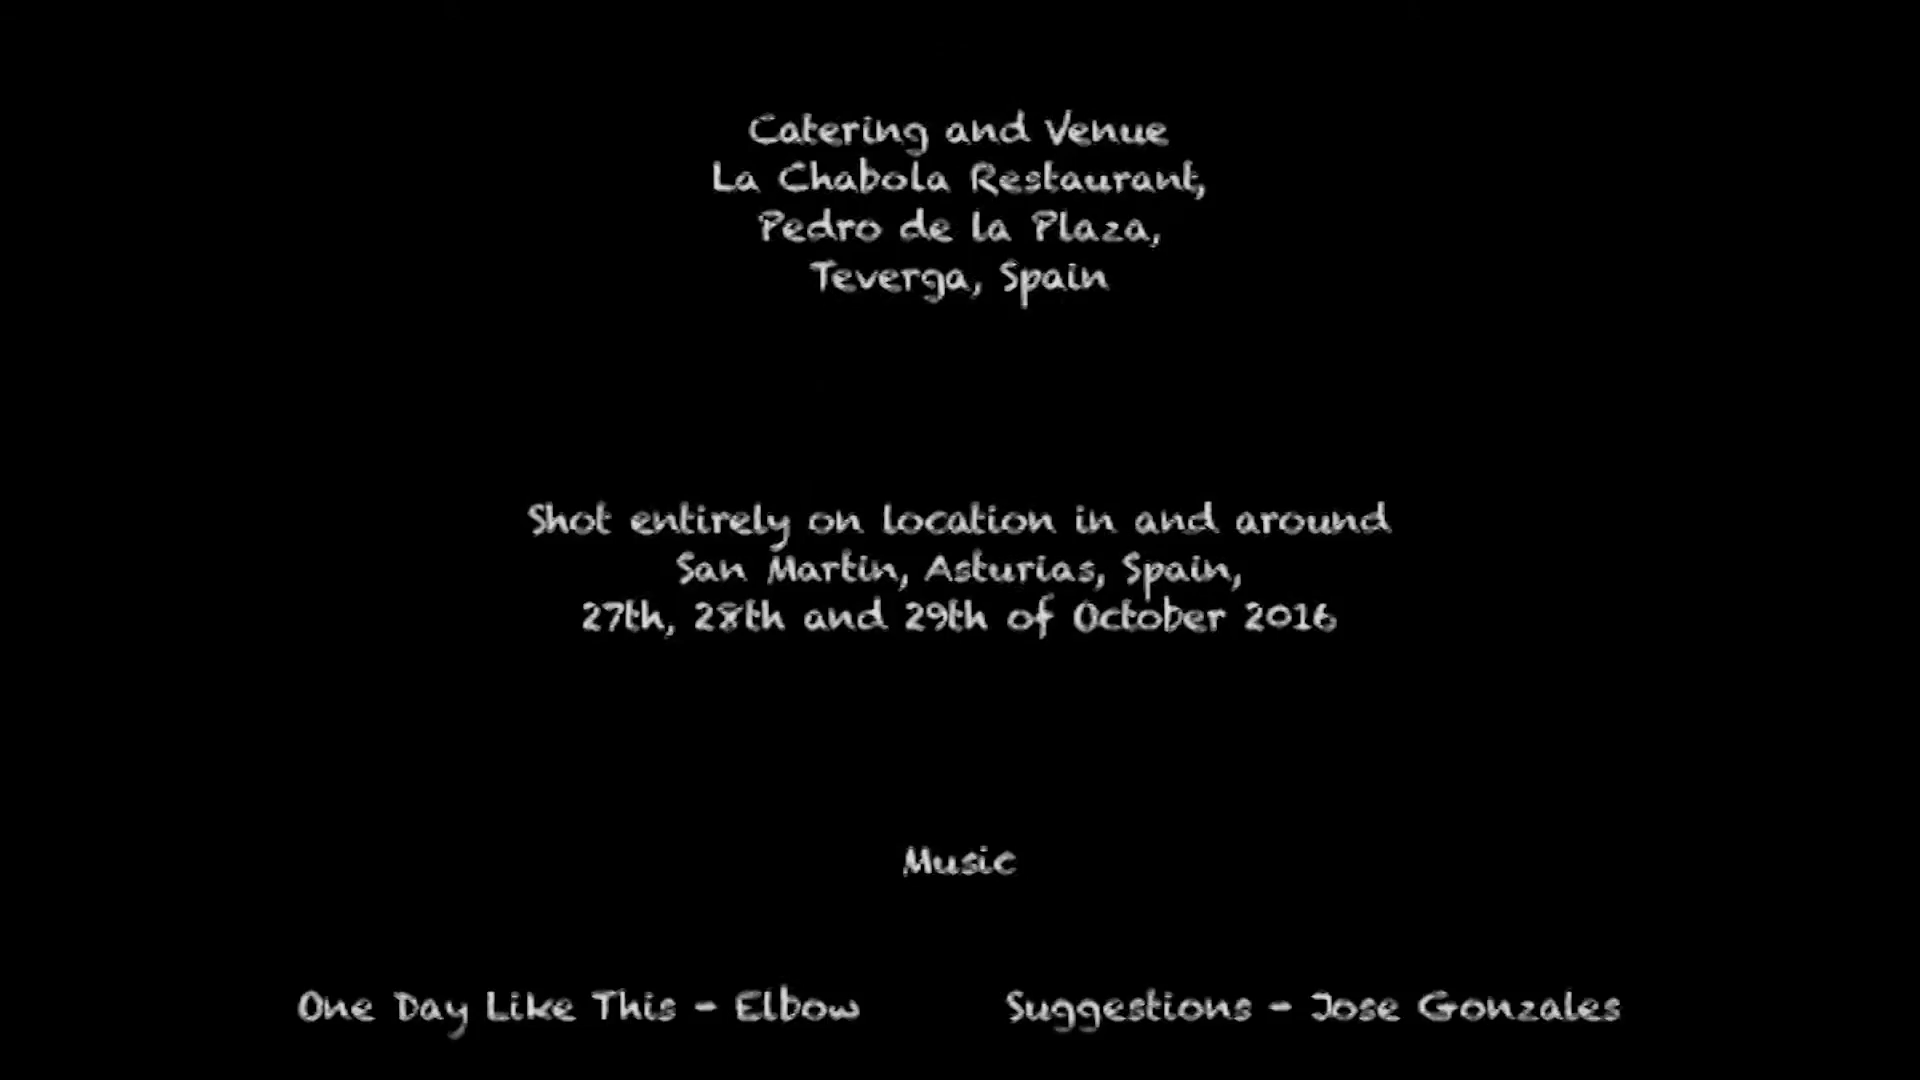 Catering and Venue
La Chabola Restaurant,
Pedro de la Plaza,
Teverga, Spain
Shot entirely on location in and around
San Martin, Asturias, Spain,
27th, 28th and 29th of October 2016
Music
One Day Like This - Elbow
Suggestions - Jose Gonzales